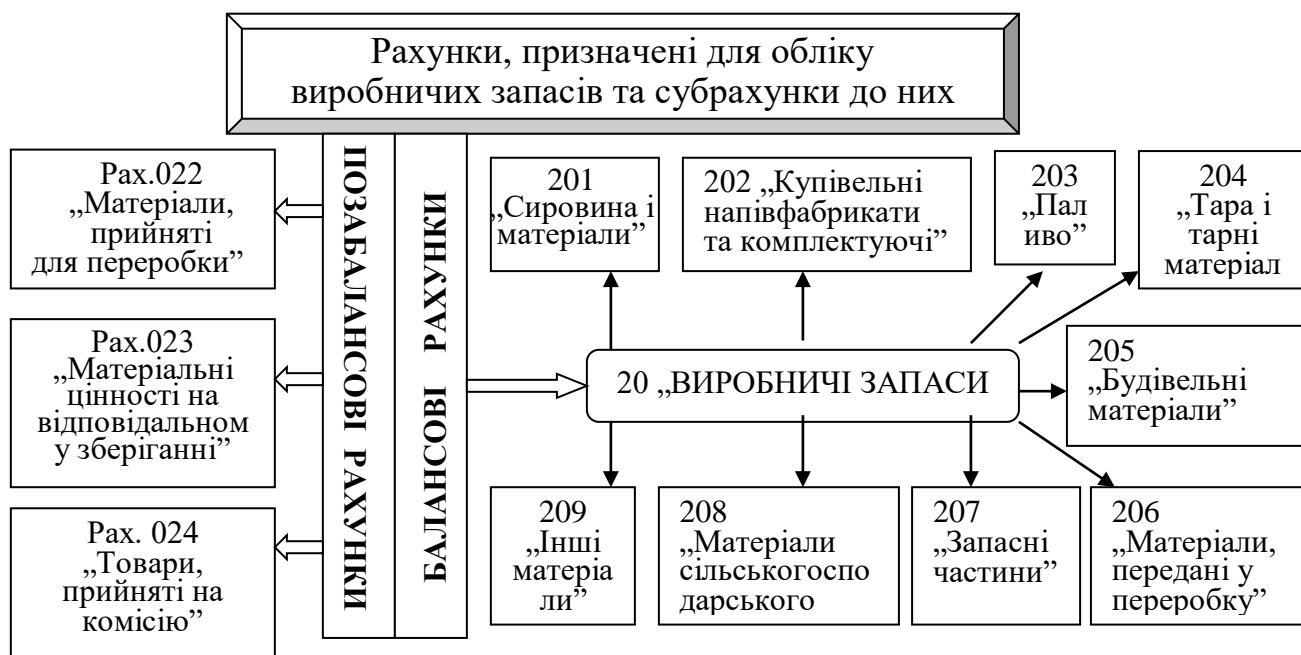 Рахунки, призначені для обліку
виробничих запасів та субрахунки до них
Рах.022
„Матеріали,
прийняті
для переробки”
Рах.023
„Матеріальні
цінності на
відповідальном
у зберіганні”
Рах. 024
„Товари,
прийняті на
комісію”
ПОЗАБАЛАНСОВІ РАХУНКИ
БАЛАНСОВІ РАХУНКИ
201
„Сировина і
матеріали”
202 „Купівельні
напівфабрикати
та комплектуючі”
203
„Пал
иво”
204
„Тара і
тарні
матеріал
20 „ВИРОБНИЧІ ЗАПАСИ
205
„Будівельні
матеріали”
209
„Інші
матеріа
ли”
208
„Матеріали
сільськогоспо
дарського
207
„Запасні
частини”
206
„Матеріали,
передані у
переробку”